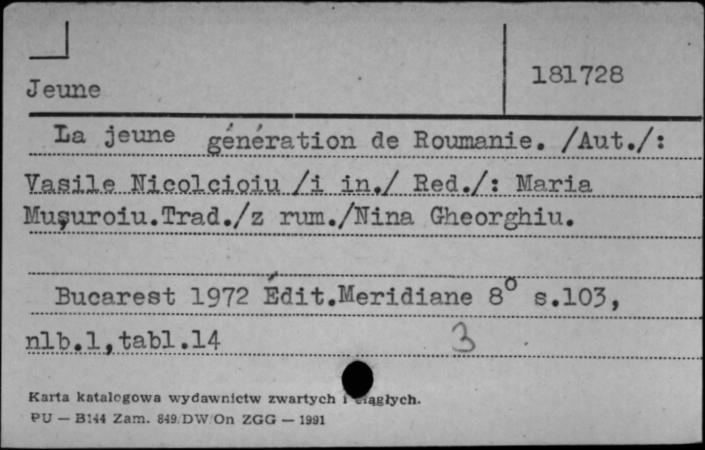 181728
Jeune
La jeune génération de Roumanie. /Aut./:
Vasile Nicolcioiu /i in./ Red./: Maria
Muşuroiu.Trad./z rum./Nina Gheorghiu.
Bucarest 1972 Édit.Meridiane 8° s.103,
nlb.1,tabl.14
3
Karta katalogowa wydawnictw zwartych i ciągłych.
PU — B144 Zam. 849/DW/On ZGG — 1991